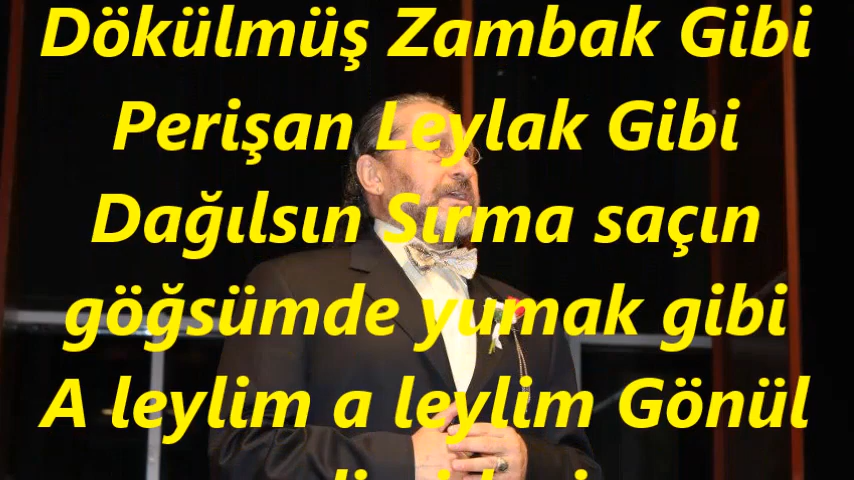 Dökülmüş Zambak Gibi
Perişan Leylak Gibi
Dağılsın Sırma saçın
göğsümde yumak gibi
A leylim a leylim Gönül